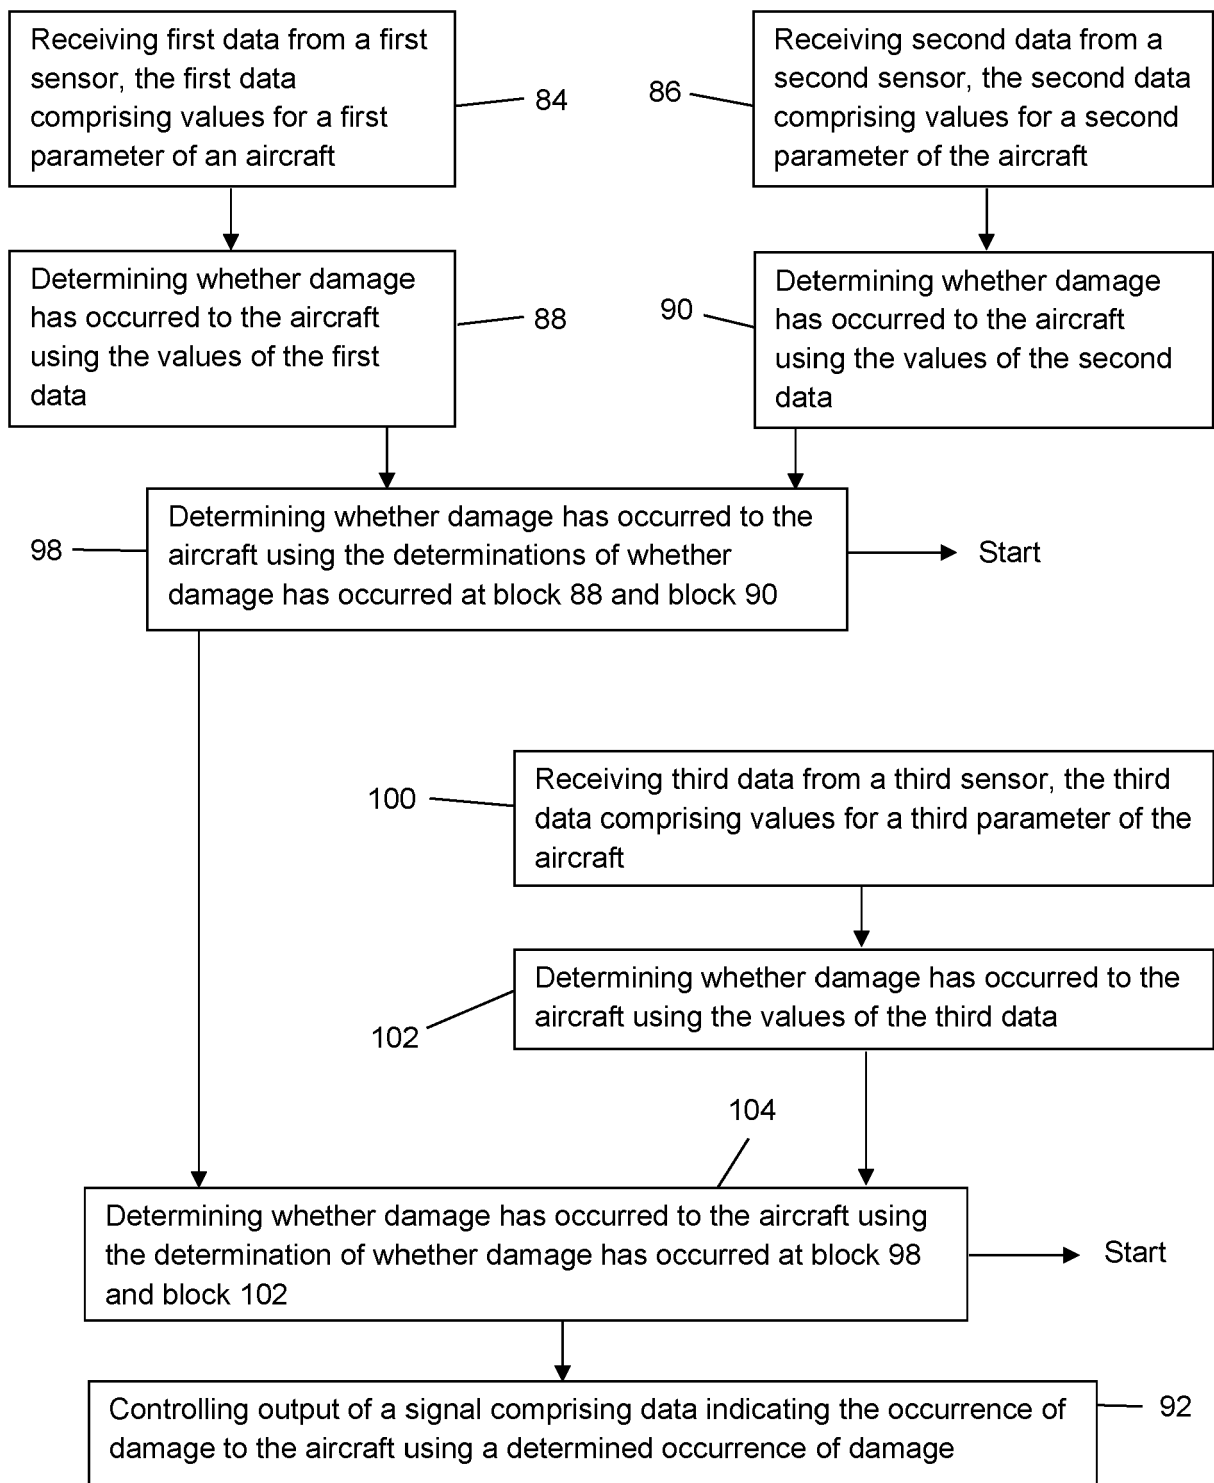 Receiving first data from a first
sensor, the first data
comprising values for a first
parameter of an aircraft
84
86
Receiving second data from a
second sensor, the second data
comprising values for a second
parameter of the aircraft
Determining whether damage
has occurred to the aircraft
using the values of the first
data
88
90
Determining whether damage
has occurred to the aircraft
using the values of the second
data
98
Determining whether damage has occurred to the
aircraft using the determinations of whether
damage has occurred at block 88 and block 90
Start
100
Receiving third data from a third sensor, the third
data comprising values for a third parameter of the
aircraft
102
Determining whether damage has occurred to the
aircraft using the values of the third data
104
Determining whether damage has occurred to the aircraft using
the determination of whether damage has occurred at block 98
and block 102
Start
Controlling output of a signal comprising data indicating the occurrence of
damage to the aircraft using a determined occurrence of damage
92